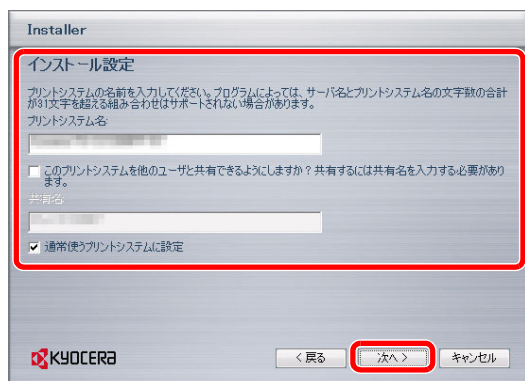 Installer
インストール設定
プリントシステムの名前を入力してください。プログラムによっては、サーバ名とプリントシステム名の文字数の合計
が31文字を超える組み合わせはサポートされない場合があります。
プリントシステム名:
このプリントシステムを他のユーザと共有できるようにしますか？共有するには共有名を入力する必要があり
ます。
共有名:
通常使うプリントシステムに設定
KYOCERA
< 戻る
次へ >
キャンセル